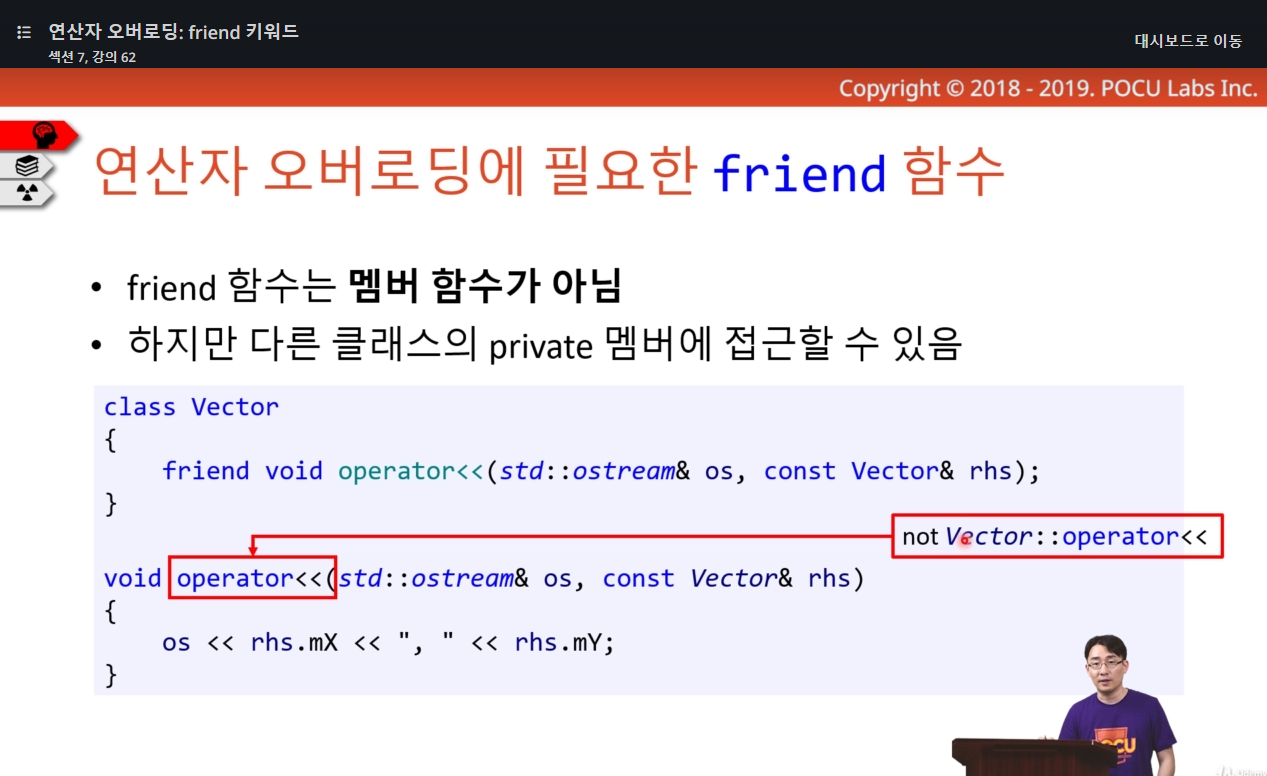 연산자 오버로딩: friend 키워드
섹션 7, 강의 62
대시보드로 이동
Copyright © 2018 - 2019. POCU Labs Inc.
연산자 오버로딩에 필요한 friend 함수
• friend 함수는 멤버 함수가 아님
• 하지만 다른 클래스의 private 멤버에 접근할 수 있음
class Vector
{
friend void operator<<(std::ostream& os, const Vector& rhs);
}
not Vector::operator<<
void operator<<(std::ostream& os, const Vector& rhs)
{
os << rhs.mX << ", " << rhs.mY;
}
POCU